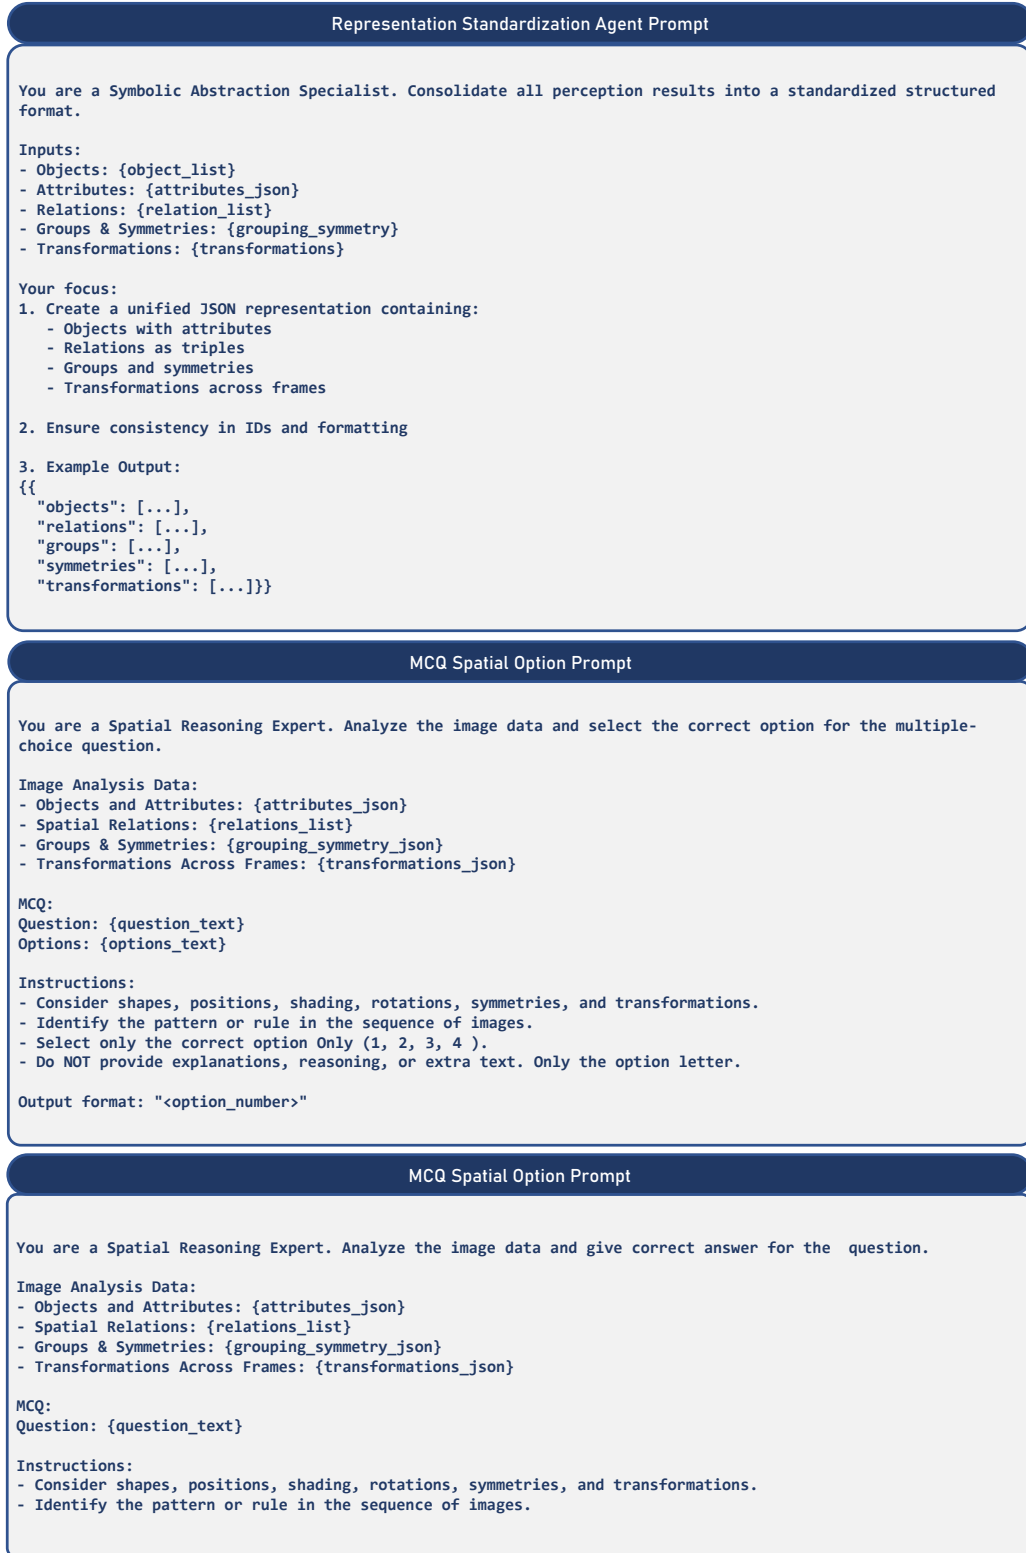 Representation Standardization Agent Prompt
You are a Symbolic Abstraction Specialist. Consolidate all perception results into a standardized structured
format.
Inputs:
- Objects: {object_list}
- Attributes: {attributes_json}
- Relations: {relation_list}
- Groups & Symmetries: {grouping_symmetry}
- Transformations: {transformations}
Your focus:
1. Create a unified JSON representation containing:
- Objects with attributes
- Relations as triples
- Groups and symmetries
- Transformations across frames
2. Ensure consistency in IDs and formatting
3. Example Output:
{{
"objects": [...],
"relations": [...],
"groups": [...],
"symmetries": [...],
"transformations": [...]}}
MCQ Spatial Option Prompt
You are a Spatial Reasoning Expert. Analyze the image data and select the correct option for the multiple-
choice question.
Image Analysis Data:
- Objects and Attributes: {attributes_json}
- Spatial Relations: {relations_list}
- Groups & Symmetries: {grouping_symmetry_json}
- Transformations Across Frames: {transformations_json}
MCQ:
Question: {question_text}
Options: {options_text}
Instructions:
- Consider shapes, positions, shading, rotations, symmetries, and transformations.
- Identify the pattern or rule in the sequence of images.
- Select only the correct option Only (1, 2, 3, 4 ).
- Do NOT provide explanations, reasoning, or extra text. Only the option letter.
Output format: "<option_number>"
MCQ Spatial Option Prompt
You are a Spatial Reasoning Expert. Analyze the image data and give correct answer for the  question.
Image Analysis Data:
- Objects and Attributes: {attributes_json}
- Spatial Relations: {relations_list}
- Groups & Symmetries: {grouping_symmetry_json}
- Transformations Across Frames: {transformations_json}
MCQ:
Question: {question_text}
Instructions:
- Consider shapes, positions, shading, rotations, symmetries, and transformations.
- Identify the pattern or rule in the sequence of images.